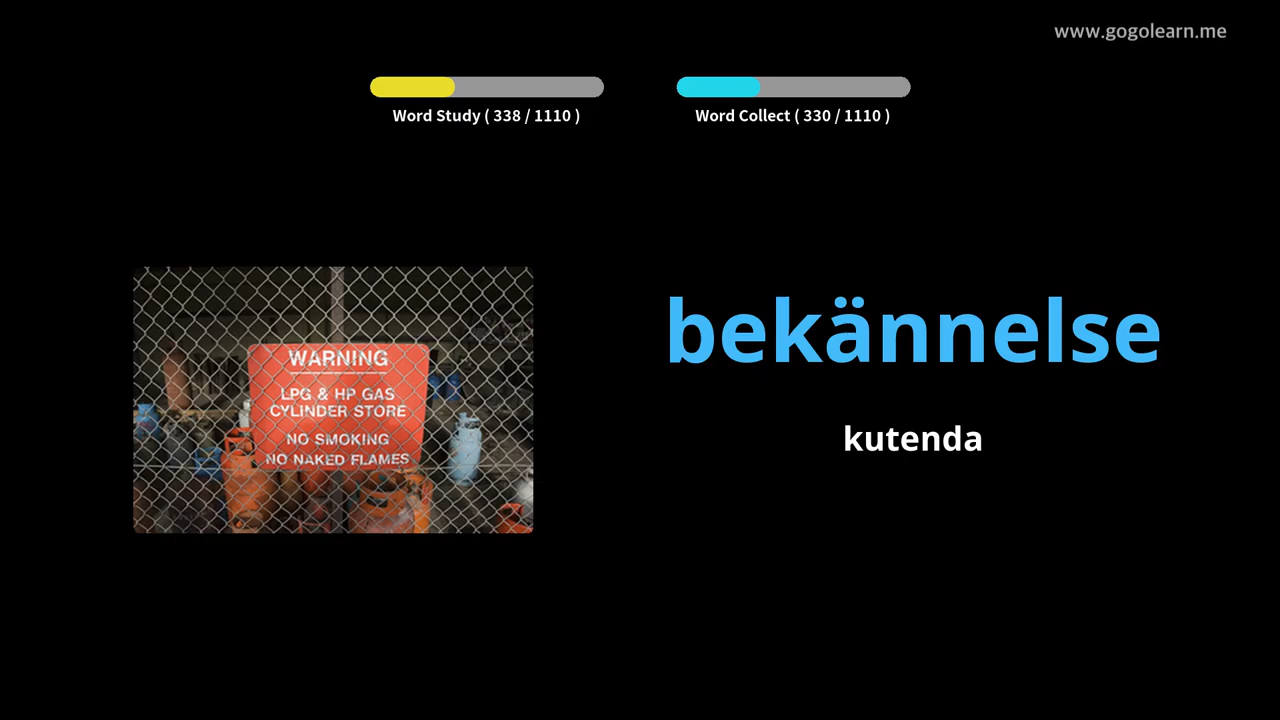 www.gogolearn.me
Word Study ( 338 / 1110 )
Word Collect ( 330 / 1110 )
WARNING
LPG & HP GAS
CYLINDER STORE
NO SMOKING
NO NAKED FLAMES
bekännelse
kutenda